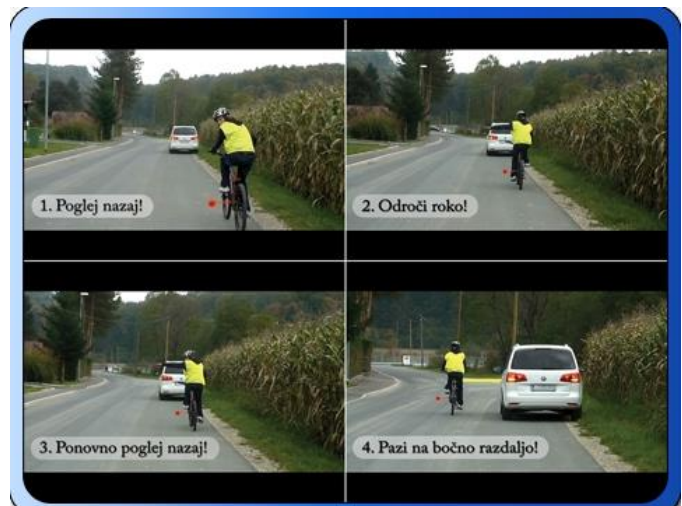 1. Poglej nazaj!
2. Odroči roko!
3. Ponovno poglej nazaj!
4. Pazi na bočno razdaljo!